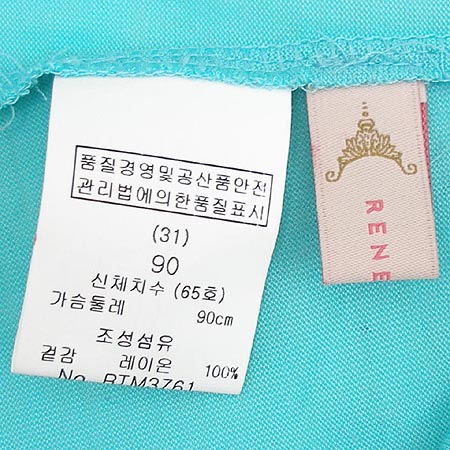 품질경영및공산품안전
관리법에의한품질표시
(31)
90
신체치수 (65호)
가슴둘레 90cm
조성섬유
겉감 레이온 100%
No. RTM3761
RENE